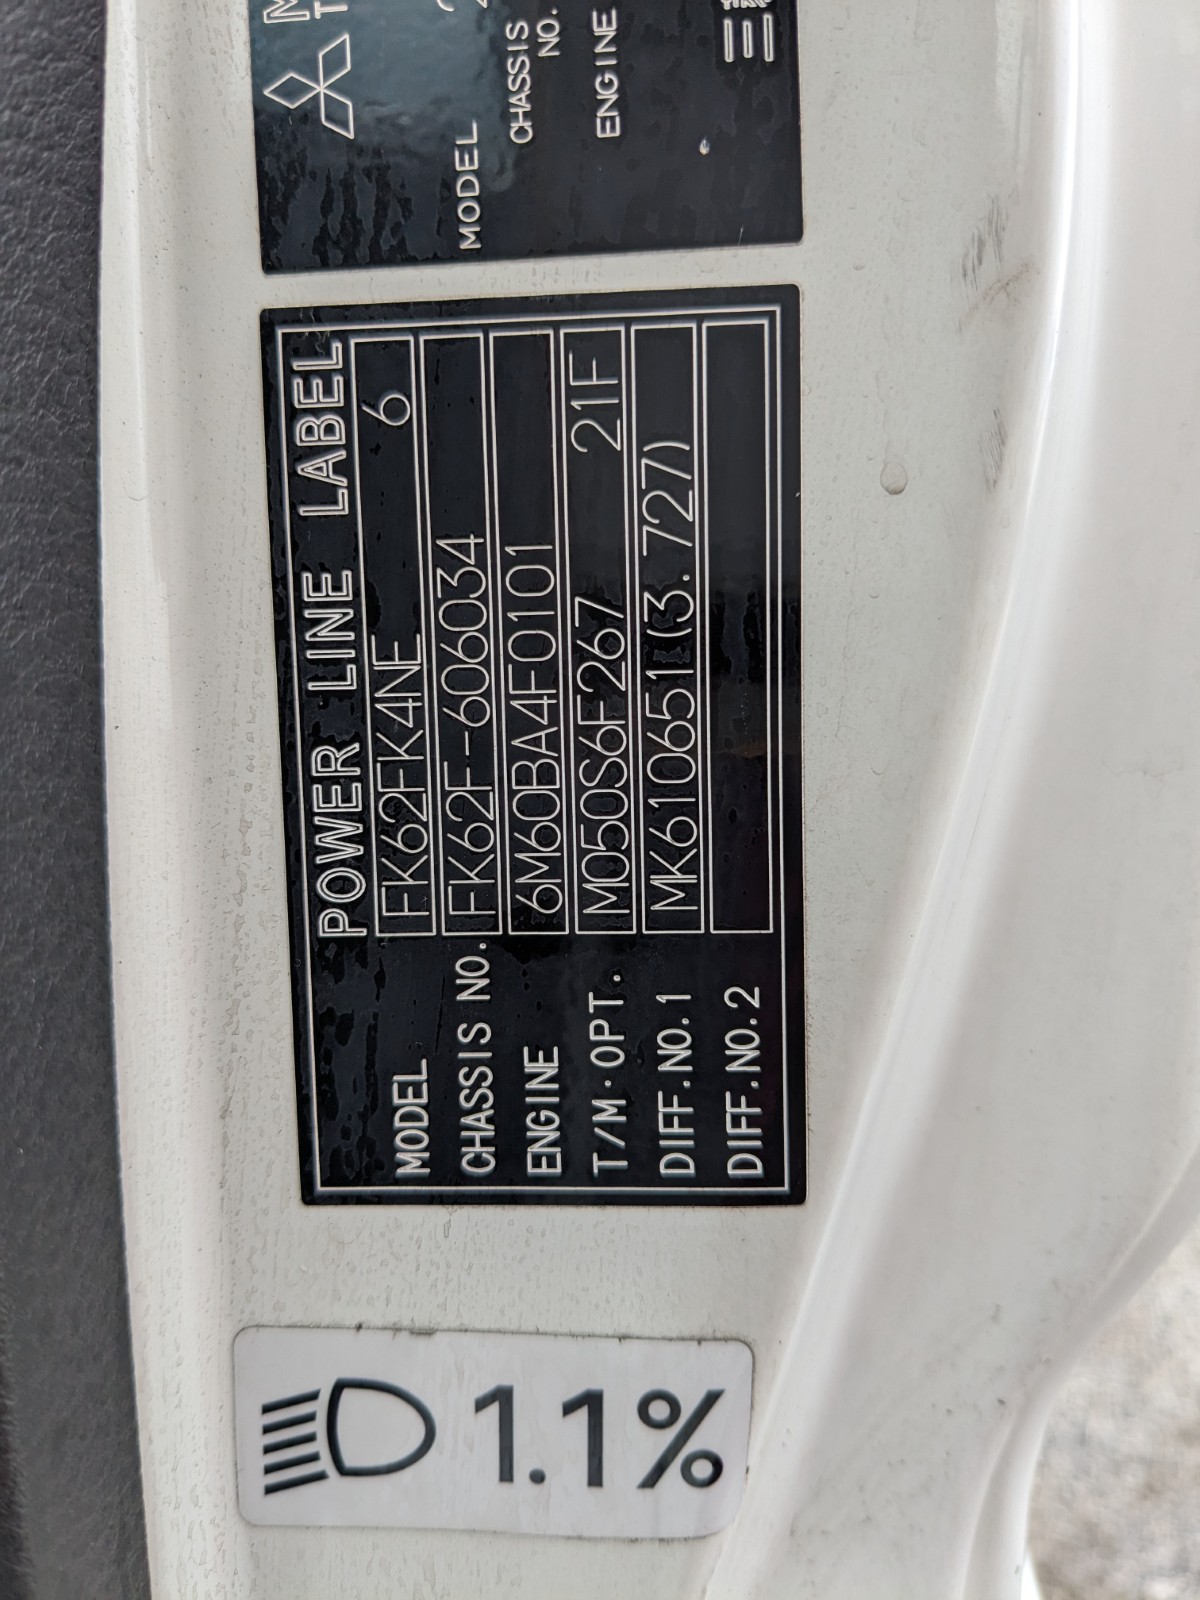 MODEL
CHASSIS
NO.
ENGINE
POWER LINE LABEL
MODEL FK62FK4NF 6
CHASSIS NO. FK62F-606034
ENGINE 6M60BA4F0101
T/M·OPT. M050S6F267 21F
DIFF.NO.1 MK610651(3.727)
DIFF.NO.2
1.1%